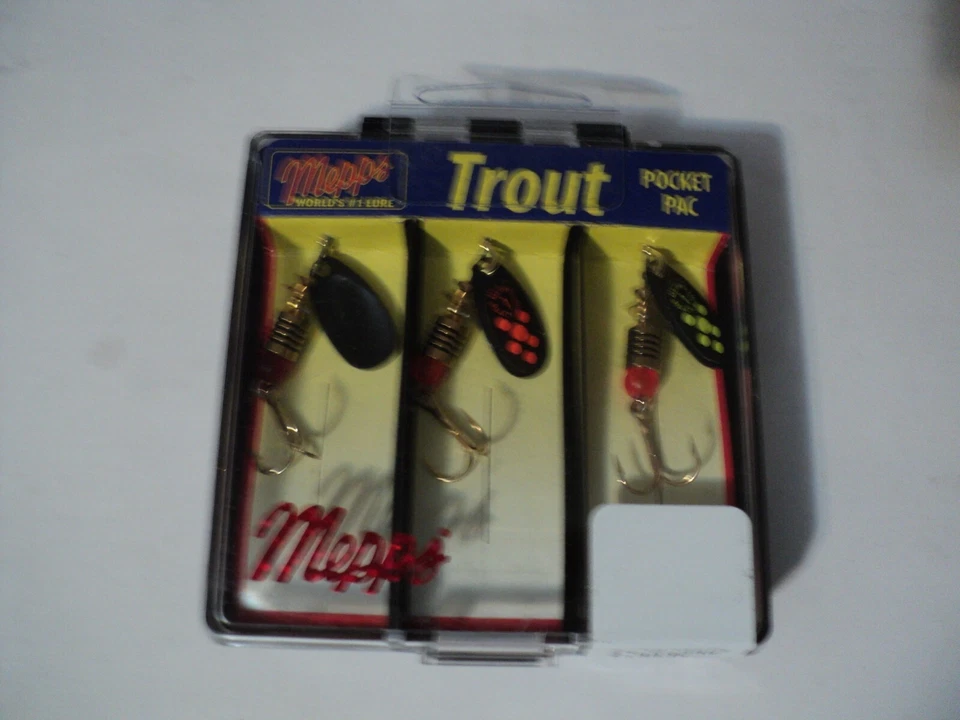 Mepps
WORLD'S #1 LURE
Trout
POCKET
PAC
Mepps